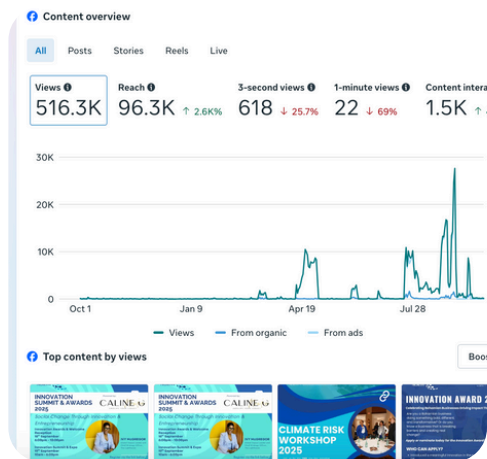 Content overview
All Posts Stories Reels Live
Views Reach 3-second views 1-minute views Content intera
516.3K 96.3K ↑ 2.6K% 618 ↓ 25.7% 22 ↓ 69% 1.5K ↑
30K
20K
10K
0
Oct 1 Jan 9 Apr 19 Jul 28
Views From organic From ads
Top content by views
Boos
INNOVATION
SUMMIT & AWARDS
2025
CALINE G
INNOVATION
SUMMIT & AWARDS
2025
CALINE G
CLIMATE RISK
WORKSHOP
2025
INNOVATION AWARD 2
WHO CAN APPLY?